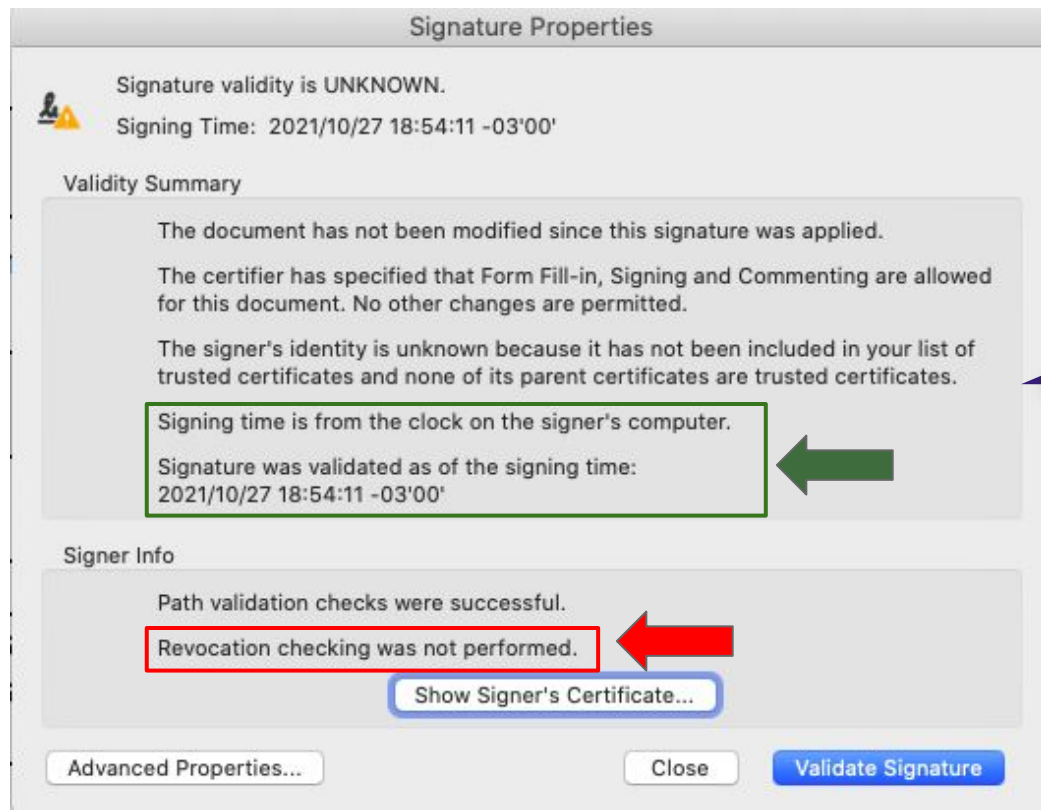 Signature Properties
Signature validity is UNKNOWN.
Signing Time: 2021/10/27 18:54:11 -03'00'
Validity Summary
The document has not been modified since this signature was applied.
The certifier has specified that Form Fill-in, Signing and Commenting are allowed
for this document. No other changes are permitted.
The signer's identity is unknown because it has not been included in your list of
trusted certificates and none of its parent certificates are trusted certificates.
Signing time is from the clock on the signer's computer.
Signature was validated as of the signing time:
2021/10/27 18:54:11 -03'00'
Signer Info
Path validation checks were successful.
Revocation checking was not performed.
Show Signer's Certificate...
Advanced Properties...
Close
Validate Signature